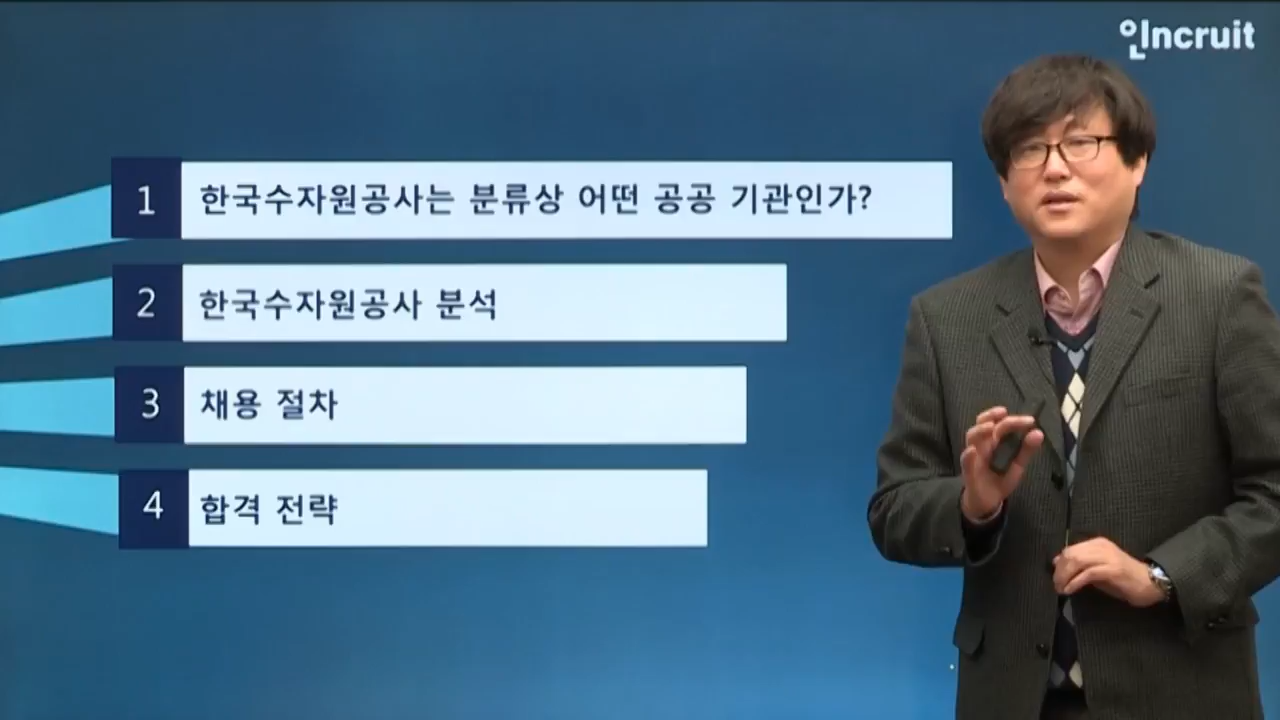 인Incruit
1 한국수자원공사는 분류상 어떤 공공 기관인가?
2 한국수자원공사 분석
3 채용 절차
4 합격 전략